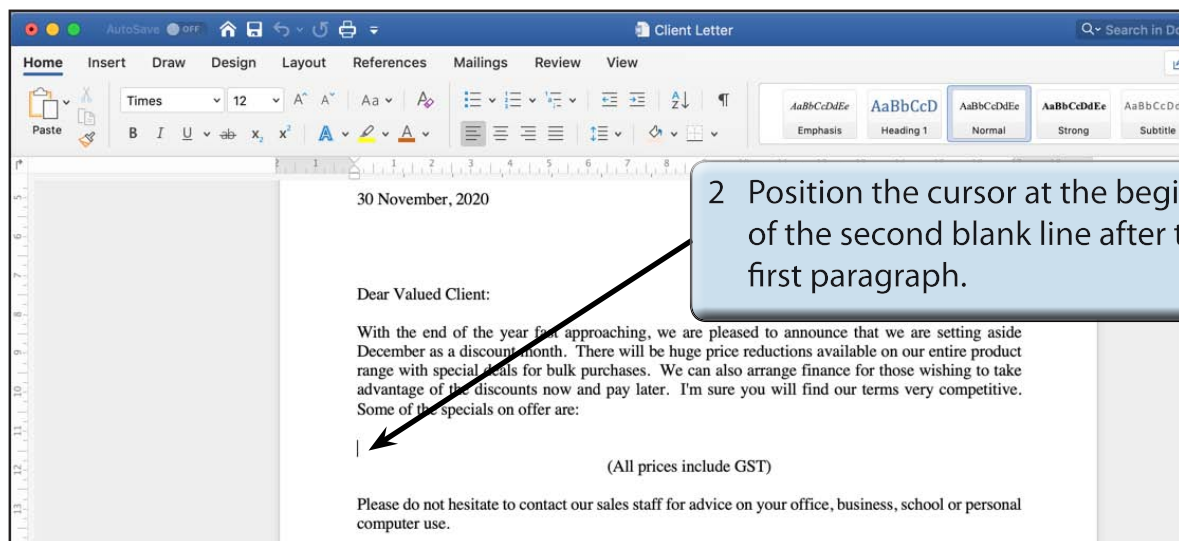 AutoSave OFF Client Letter Search in
Home Insert Draw Design Layout References Mailings Review View
Paste Times 12 Aa
AaBbCcDdEe AaBbCcD AaBbCcDdEe AaBbCcDdEe AaBbCcDc
B I U ab x₂ x² A A Emphasis Heading 1 Normal Strong Subtitle
2 Position the cursor at the
of the second blank line after
first paragraph.
30 November, 2020
Dear Valued Client:
With the end of the year fast approaching, we are pleased to announce that we are setting aside
December as a discount month. There will be huge price reductions available on our entire product
range with special deals for bulk purchases. We can also arrange finance for those wishing to take
advantage of the discounts now and pay later. I'm sure you will find our terms very competitive.
Some of the specials on offer are:
(All prices include GST)
Please do not hesitate to contact our sales staff for advice on your office, business, school or personal
computer use.